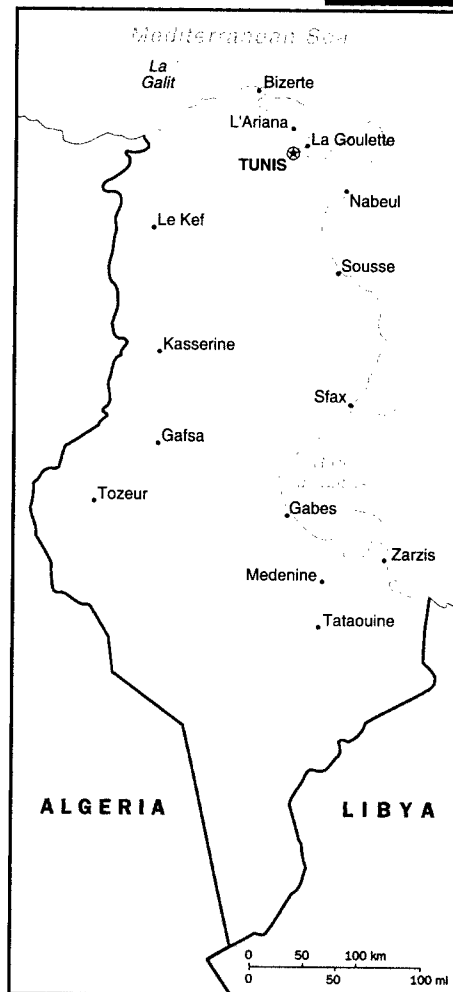 Mediterranean Sea
La
Galit
Bizerte
L'Ariana
La Goulette
TUNIS
Nabeul
Le Kef
Sousse
Kasserine
Sfax
Gafsa
Tozeur
Gabes
Zarzis
Medenine
Tataouine
ALGERIA
LIBYA
0 50 100 km
0 50 100 mi